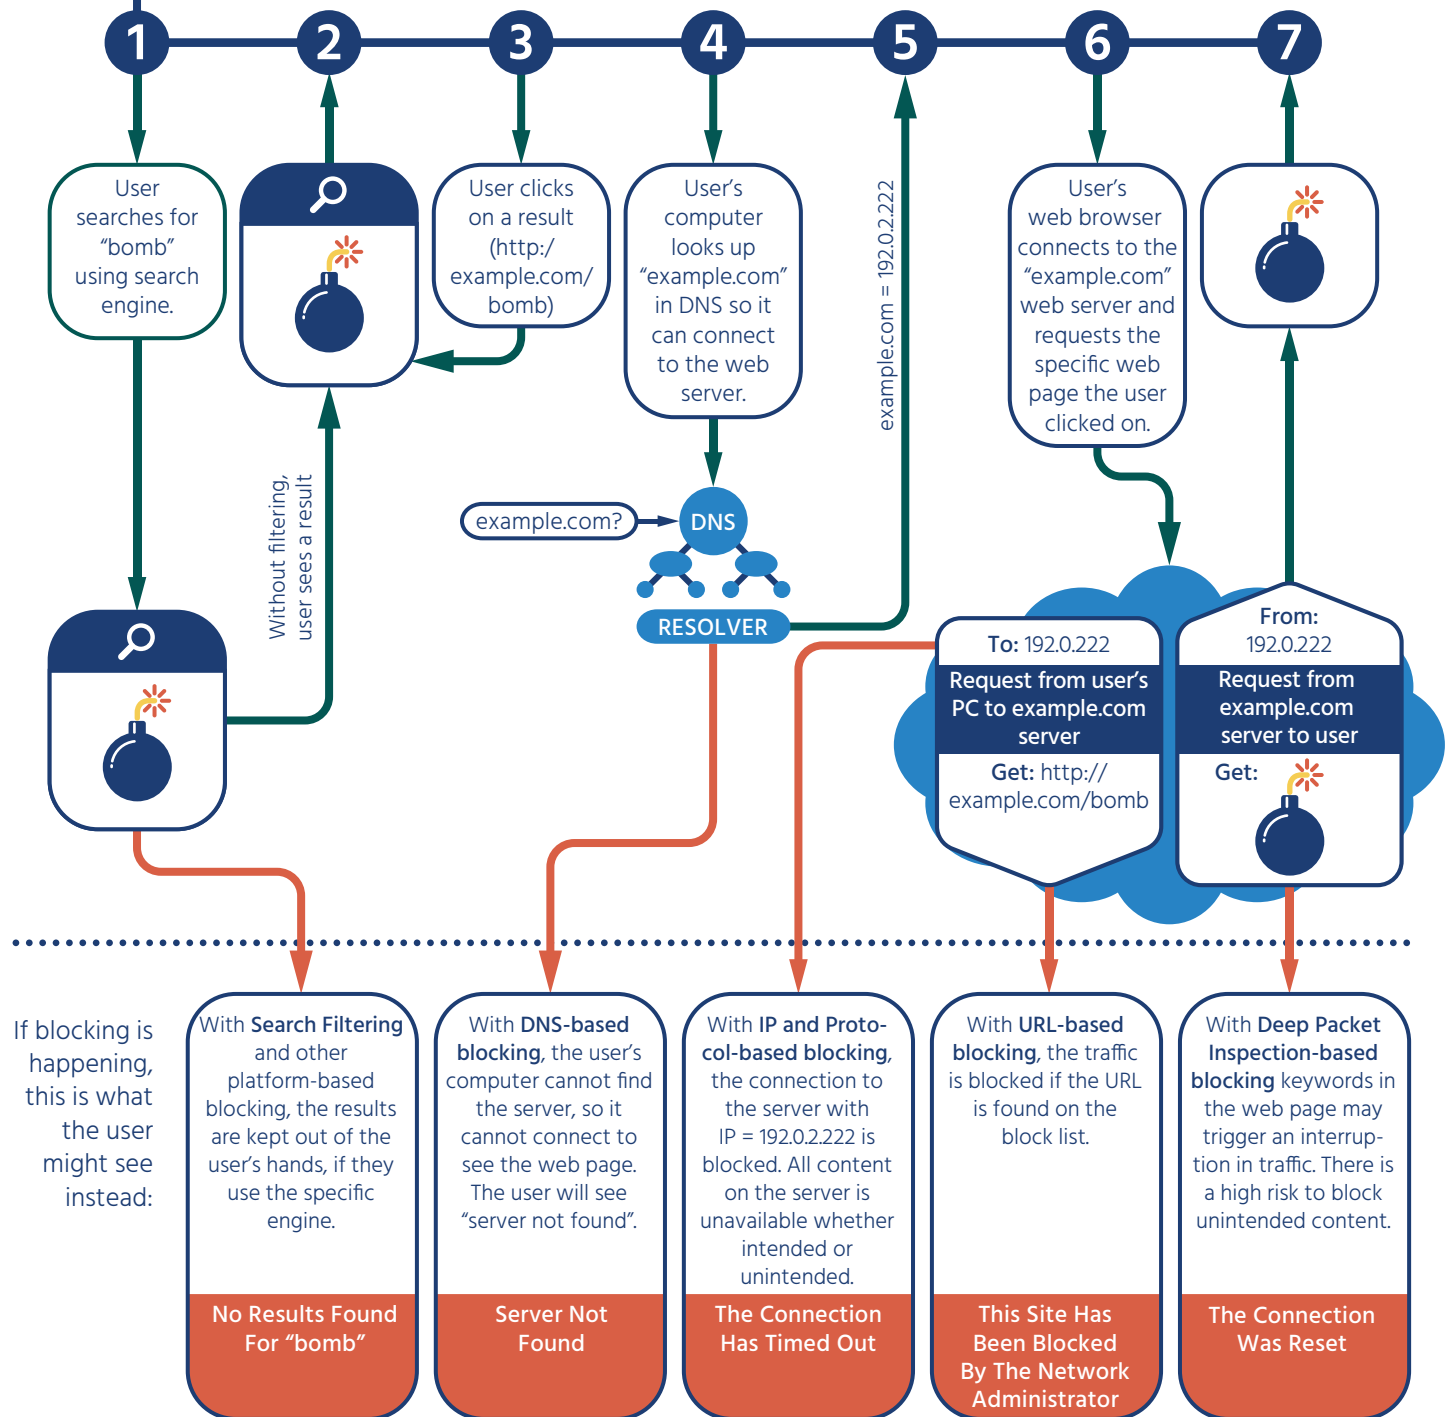 1
2
3
4
5
6
7
User
searches for
“bomb”
using search
engine.
User clicks
on a result
(http:/
example.com/
bomb)
User’s
computer
looks up
“example.com”
in DNS so it
can connect
to the web
server.
example.com = 192.0.2.222
User’s
web browser
connects to the
“example.com”
web server and
requests the
specific web
page the user
clicked on.
Without filtering,
user sees a result
example.com?
DNS
RESOLVER
To: 192.0.222
Request from user’s
PC to example.com
server
Get: http://
example.com/bomb
From:
192.0.222
Request from
example.com
server to user
Get:
If blocking is
happening,
this is what
the user
might see
instead:
With Search Filtering
and other
platform-based
blocking, the results
are kept out of the
user’s hands, if they
use the specific
engine.
No Results Found
For “bomb”
With DNS-based
blocking, the user’s
computer cannot find
the server, so it
cannot connect to
see the web page.
The user will see
“server not found”.
Server Not
Found
With IP and Proto-
col-based blocking,
the connection to
the server with
IP = 192.0.2.222 is
blocked. All content
on the server is
unavailable whether
intended or
unintended.
The Connection
Has Timed Out
With URL-based
blocking, the traffic
is blocked if the URL
is found on the
block list.
This Site Has
Been Blocked
By The Network
Administrator
With Deep Packet
Inspection-based
blocking keywords in
the web page may
trigger an interrup-
tion in traffic. There is
a high risk to block
unintended content.
The Connection
Was Reset